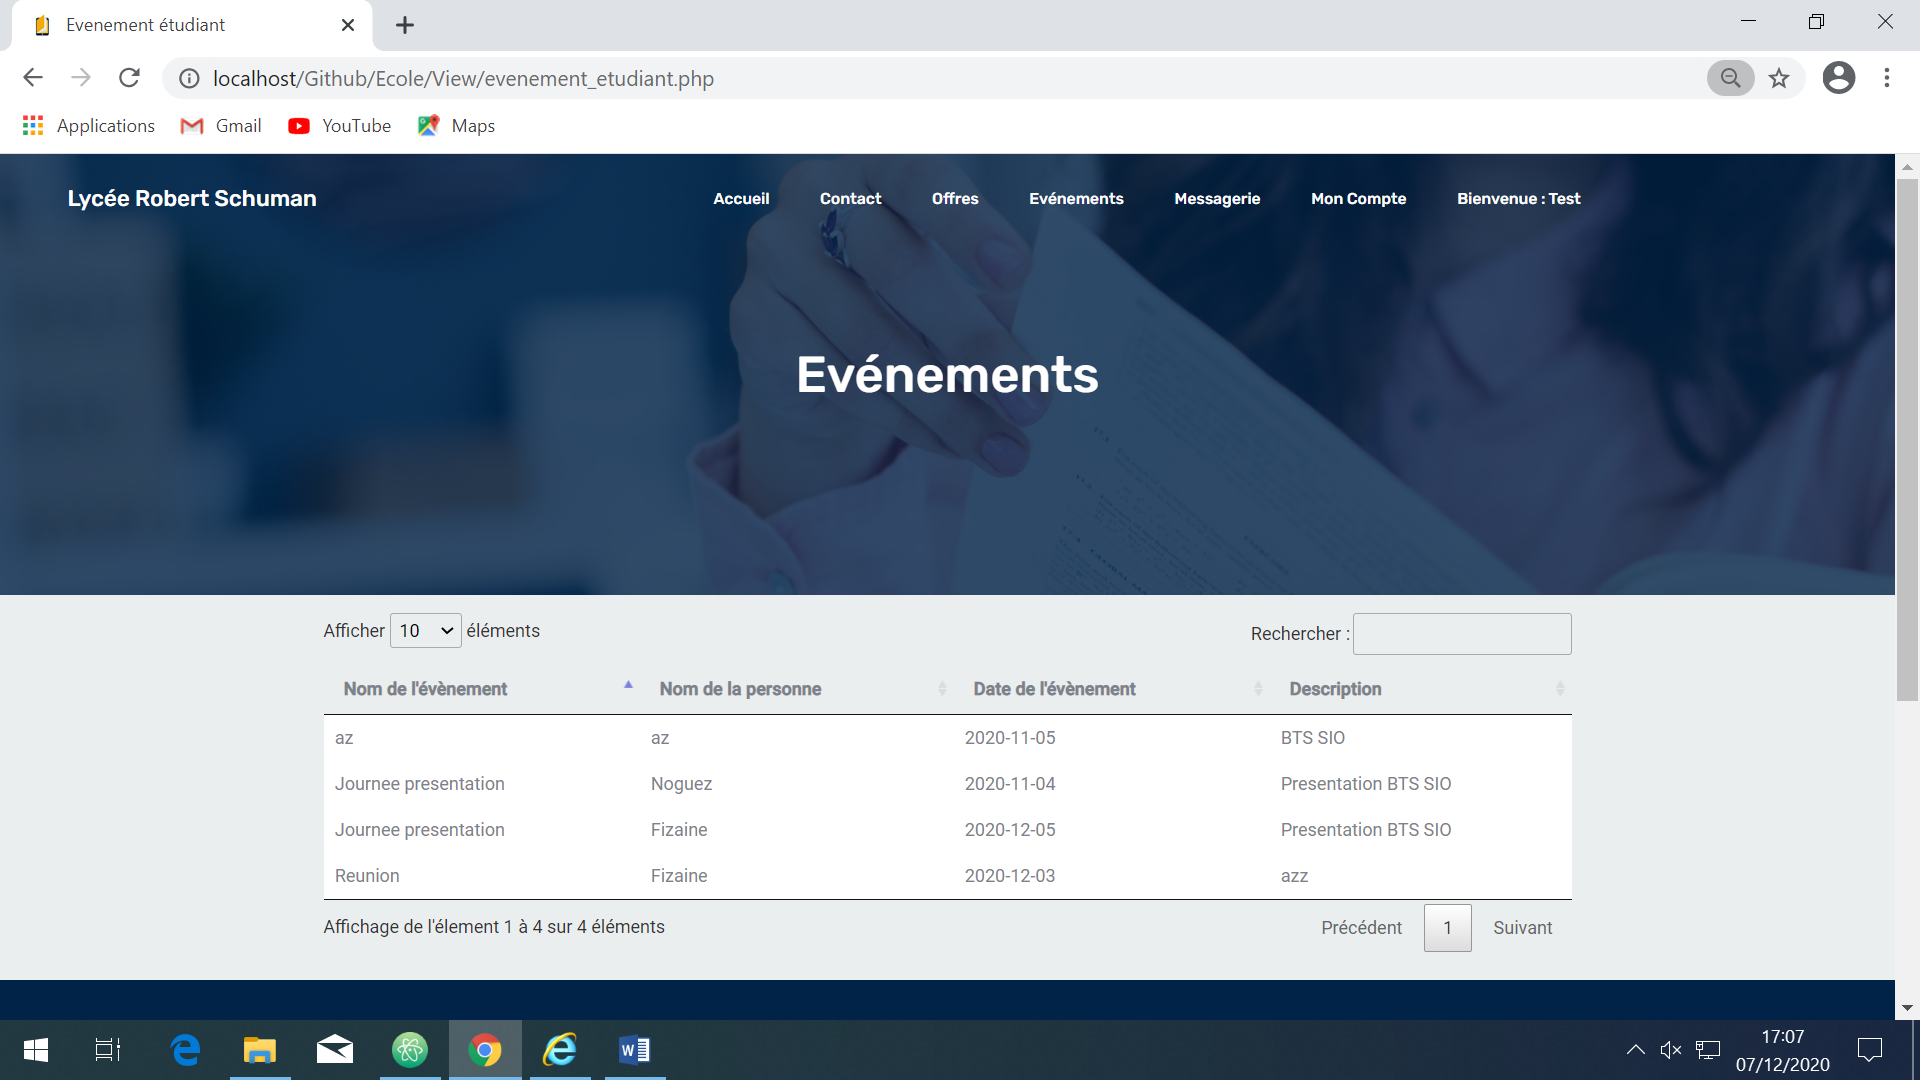 Evenement étudiant
localhost/Github/Ecole/View/evenement_etudiant.php
Applications Gmail YouTube Maps
Lycée Robert Schuman Accueil Contact Offres Evénements Messagerie Mon Compte Bienvenue : Test
Evénements
Afficher 10 éléments Rechercher :
Nom de l'évènement Nom de la personne Date de l'évènement Description
az az 2020-11-05 BTS SIO
Journee presentation Noguez 2020-11-04 Presentation BTS SIO
Journee presentation Fizaine 2020-12-05 Presentation BTS SIO
Reunion Fizaine 2020-12-03 azz
Affichage de l'élement 1 à 4 sur 4 éléments Précédent 1 Suivant
17:07
07/12/2020